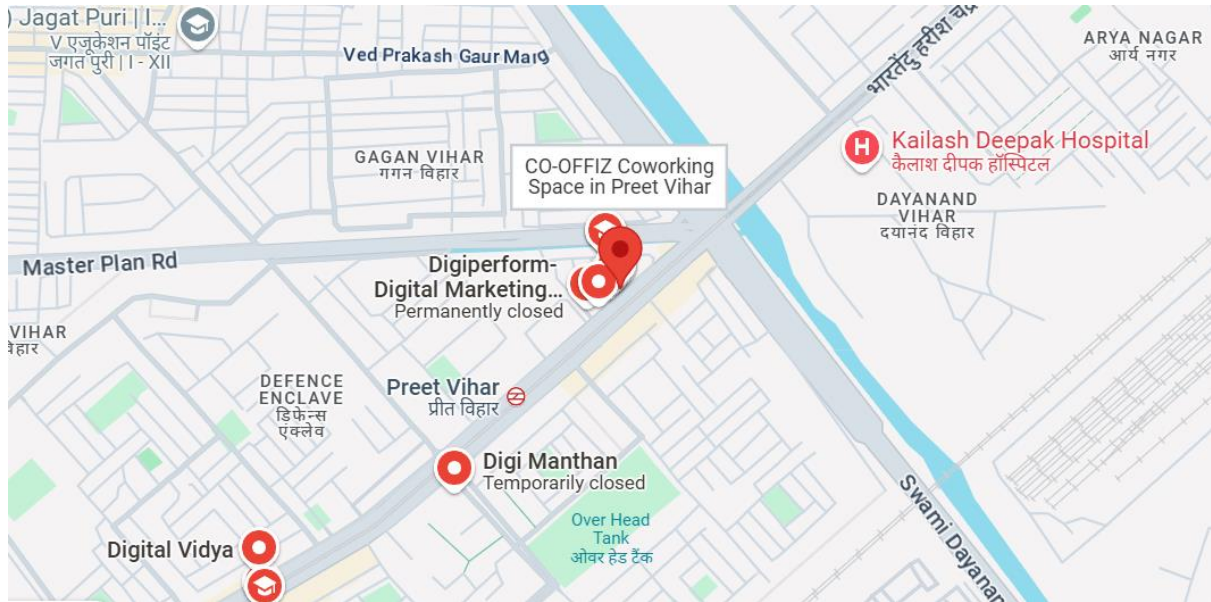 ) Jagat Puri | I...
V एजूकेशन पॉइंट
जगत पुरी | I - XII
Ved Prakash Gaur Marg
भारतेंदु हरीश
ARYA NAGAR
आर्य नगर
Kailash Deepak Hospital
कैलाश दीपक हॉस्पिटल
GAGAN VIHAR
गगन विहार
CO-OFFIZ Coworking
Space in Preet Vihar
DAYANAND
VIHAR
दयानंद विहार
Master Plan Rd
Digiperform-
Digital Marketing...
Permanently closed
VIHAR
विहार
DEFENCE
ENCLAVE
डिफेन्स
एंक्लेव
Preet Vihar
प्रीत विहार
Digi Manthan
Temporarily closed
Over Head
Tank
ओवर हेड टैंक
Swami Dayanan
Digital Vidya